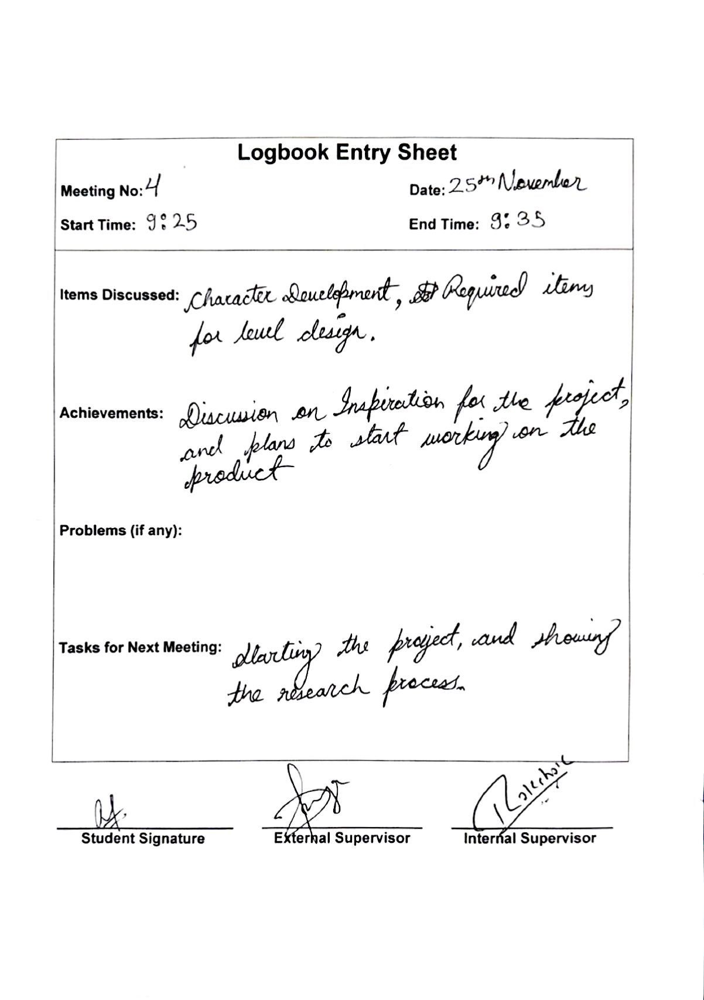 Logbook Entry Sheet
Meeting No: 4 Date: 25th November
Start Time: 9:25 End Time: 9:35
Items Discussed: Character Development, Required items
for level design.
Achievements: Discussion on Inspiration for the project,
and plans to start working on the
product
Problems (if any):
Tasks for Next Meeting: Starting the project, and showing
the research process.
Student Signature External Supervisor Internal Supervisor